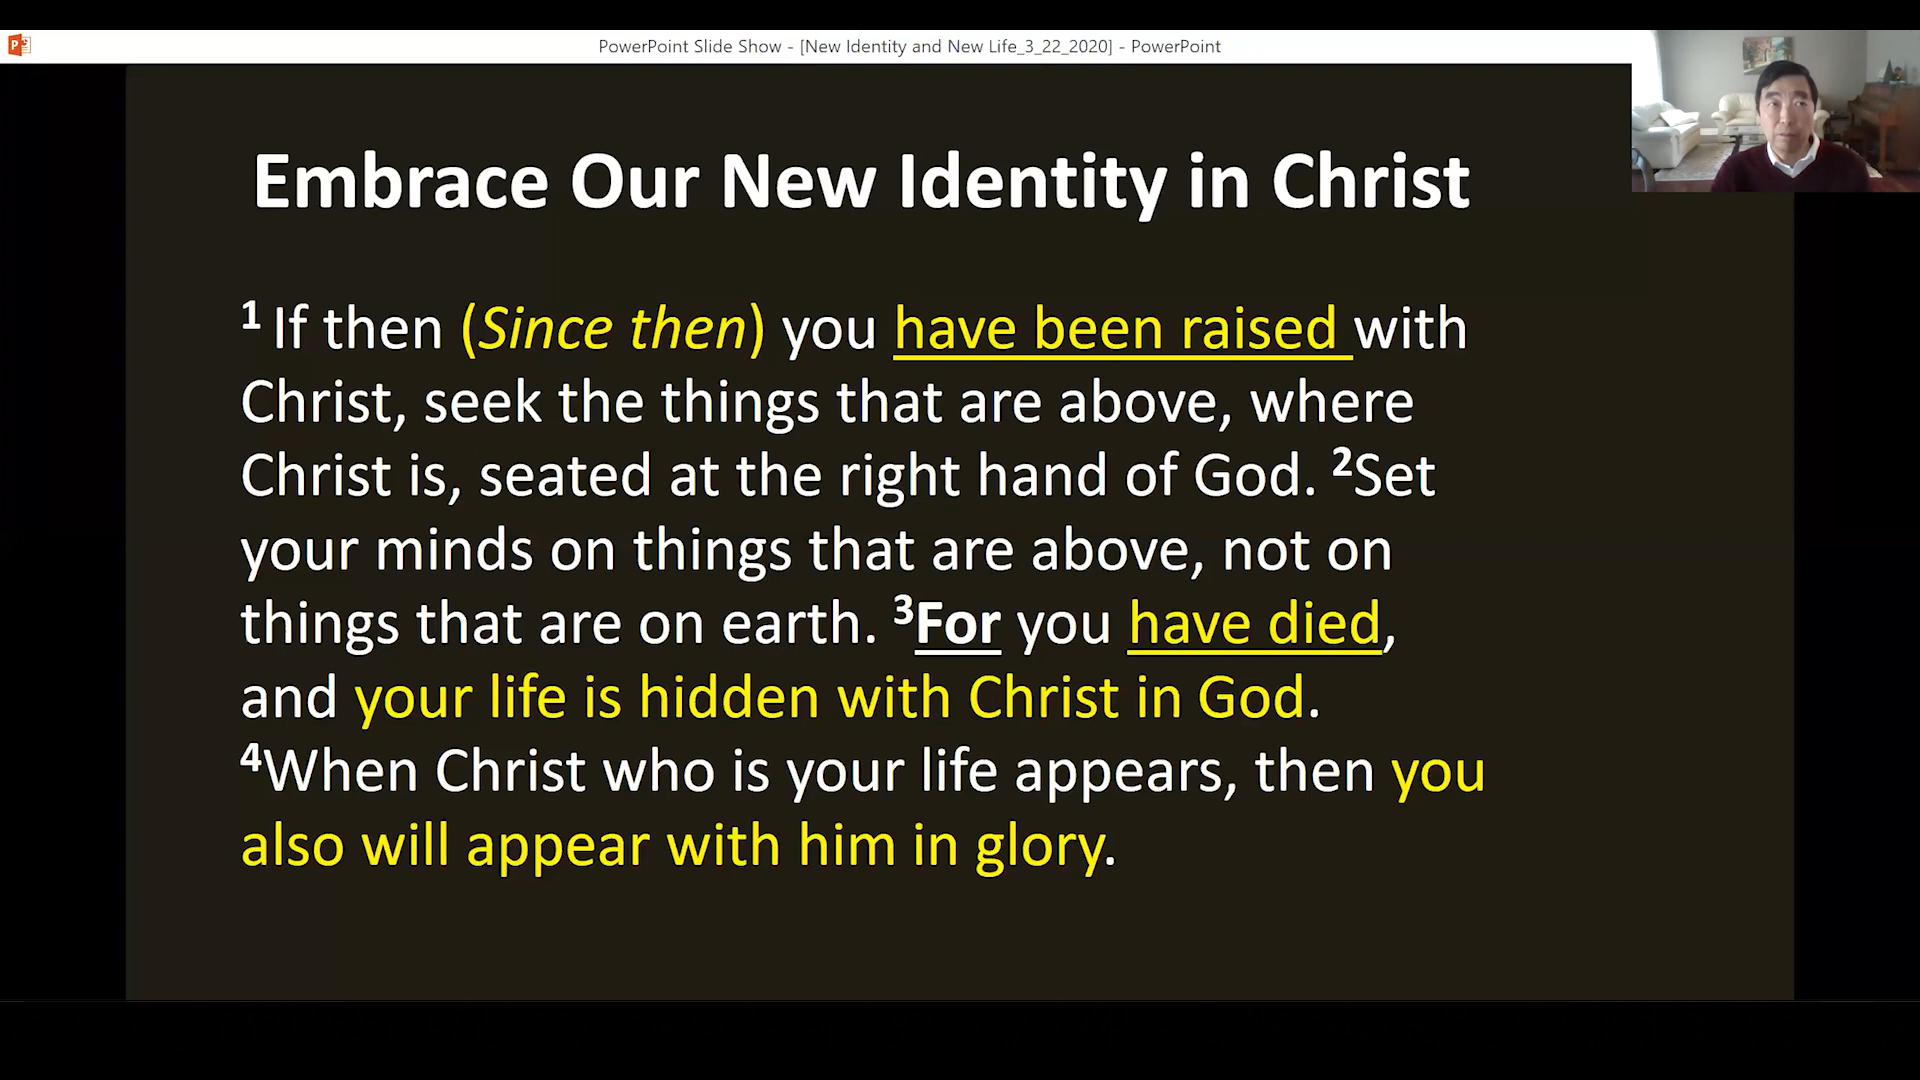 PowerPoint Slide Show - [New Identity and New Life_3_22_2020] - PowerPoint
Embrace Our New Identity in Christ
1 If then (Since then) you have been raised with
Christ, seek the things that are above, where
Christ is, seated at the right hand of God. 2Set
your minds on things that are above, not on
things that are on earth. 3For you have died,
and your life is hidden with Christ in God.
4When Christ who is your life appears, then you
also will appear with him in glory.